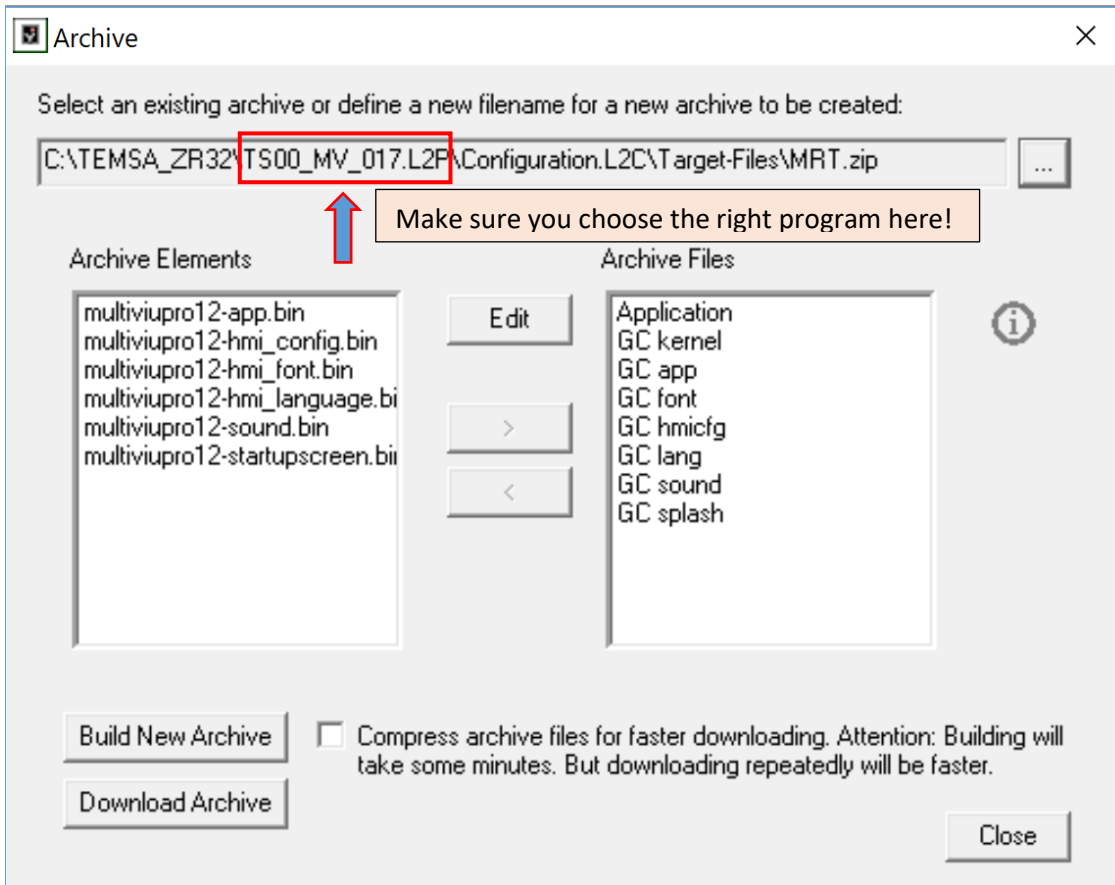 Archive
Select an existing archive or define a new filename for a new archive to be created:
C:\TEMSA_ZR32\TS00_MV_017.L2P\Configuration.L2C\Target-Files\MRT.zip
...
Make sure you choose the right program here!
Archive Elements
Archive Files
multiviupro12-app.bin
multiviupro12-hmi_config.bin
multiviupro12-hmi_font.bin
multiviupro12-hmi_language.bi
multiviupro12-sound.bin
multiviupro12-startupscreen.bin
Edit
>
<
Application
GC kernel
GC app
GC font
GC hmicfg
GC lang
GC sound
GC splash
Build New Archive
Compress archive files for faster downloading. Attention: Building will
take some minutes. But downloading repeatedly will be faster.
Download Archive
Close